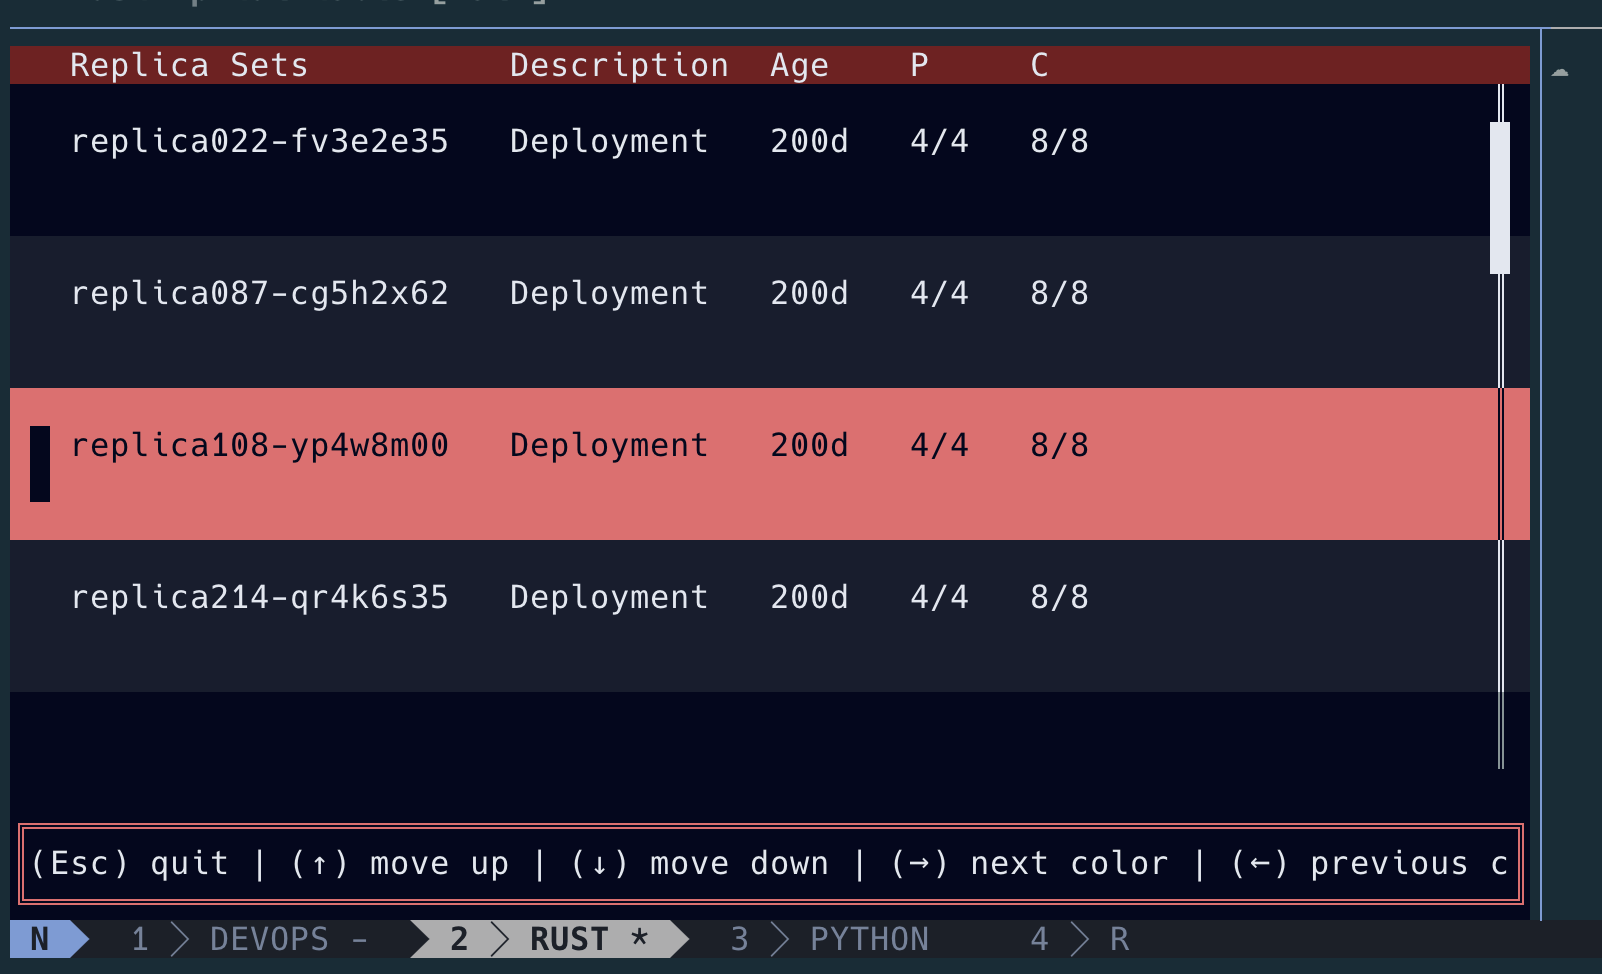 Replica Sets Description Age P C
replica022-fv3e2e35 Deployment 200d 4/4 8/8
replica087-cg5h2x62 Deployment 200d 4/4 8/8
replica108-yp4w8m00 Deployment 200d 4/4 8/8
replica214-qr4k6s35 Deployment 200d 4/4 8/8
(Esc) quit | (↑) move up | (↓) move down | (→) next color | (←) previous c
N 1 DEVOPS - 2 RUST * 3 PYTHON 4 R